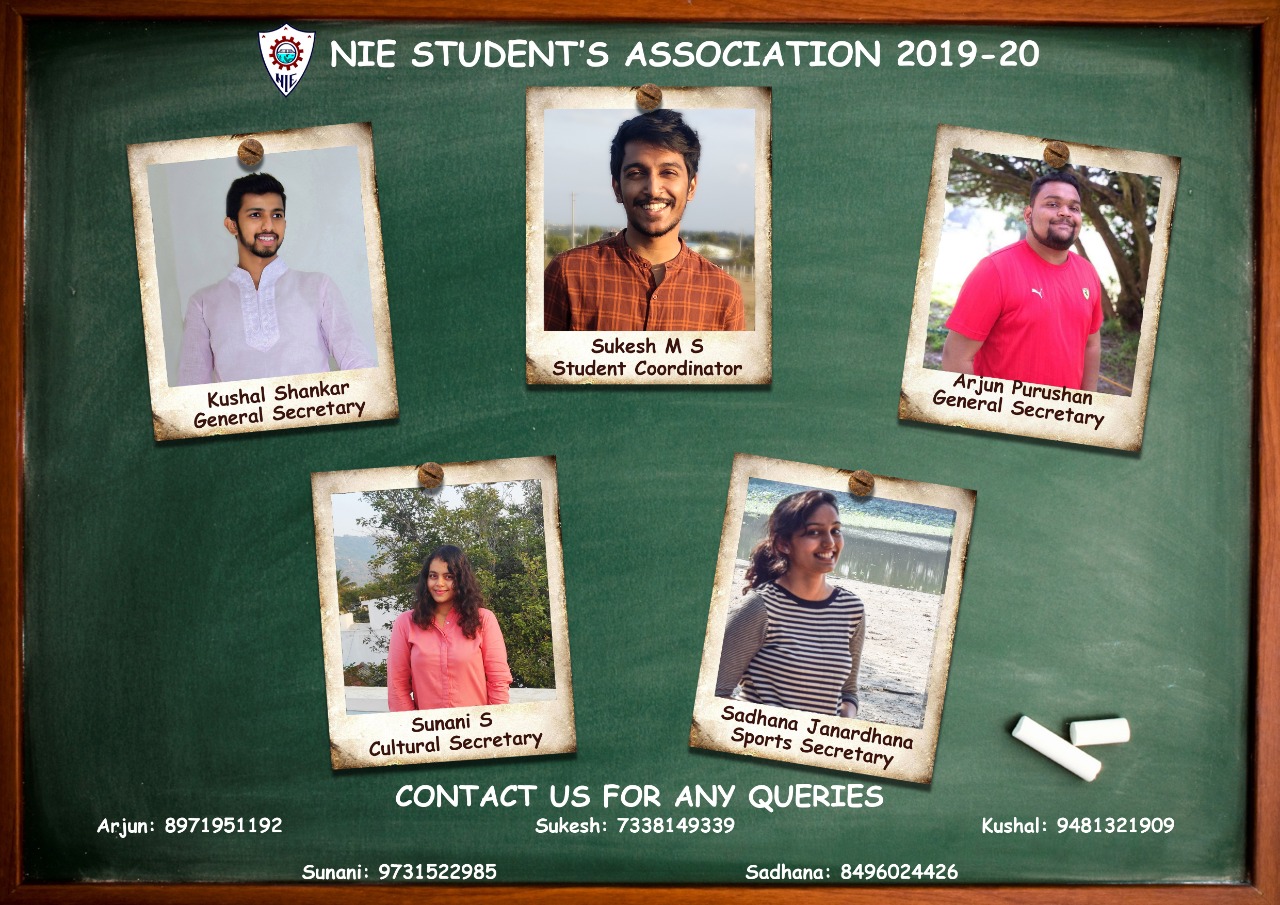 NIE
NIE STUDENT'S ASSOCIATION 2019-20
Kushal Shankar
General Secretary
Sukesh M S
Student Coordinator
Arjun Purushan
General Secretary
Sunani S
Cultural Secretary
Sadhana Janardhana
Sports Secretary
CONTACT US FOR ANY QUERIES
Arjun: 8971951192 Sukesh: 7338149339 Kushal: 9481321909
Sunani: 9731522985 Sadhana: 8496024426